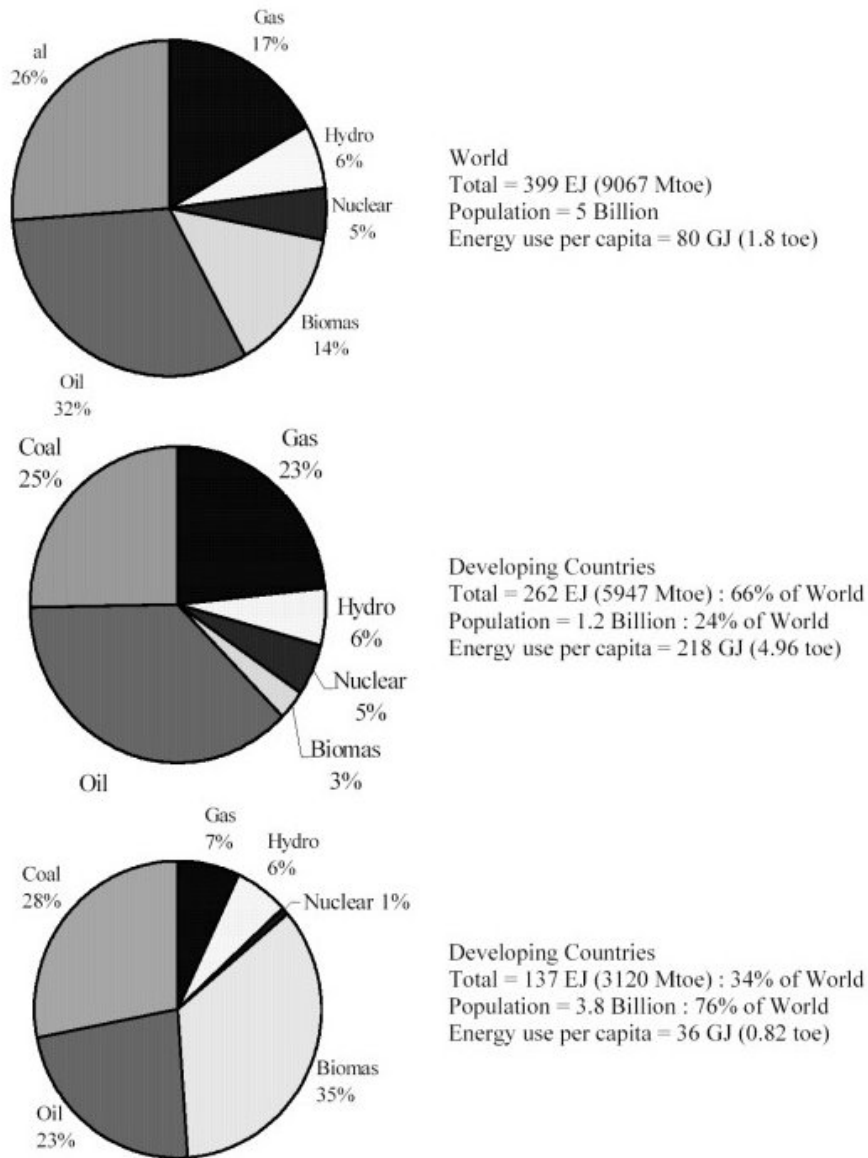 Gas
17%
al
26%
Hydro
6%
Nuclear
5%
Biomas
14%
Oil
32%
World
Total = 399 EJ (9067 Mtoe)
Population = 5 Billion
Energy use per capita = 80 GJ (1.8 toe)
Coal
25%
Gas
23%
Hydro
6%
Nuclear
5%
Biomas
3%
Oil
Developing Countries
Total = 262 EJ (5947 Mtoe) : 66% of World
Population = 1.2 Billion : 24% of World
Energy use per capita = 218 GJ (4.96 toe)
Gas
7%
Hydro
6%
Coal
28%
Nuclear 1%
Biomas
35%
Oil
23%
Developing Countries
Total = 137 EJ (3120 Mtoe) : 34% of World
Population = 3.8 Billion : 76% of World
Energy use per capita = 36 GJ (0.82 toe)